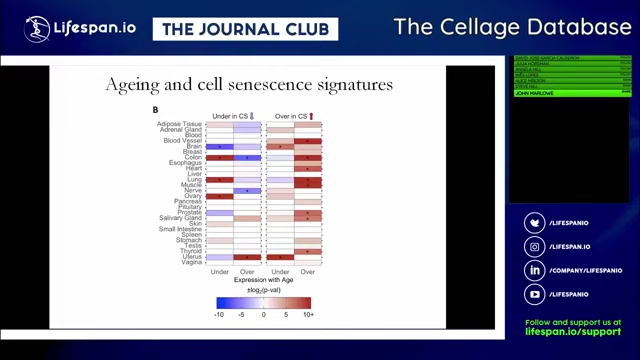 Lifespan.io
THE JOURNAL CLUB
The Cellage Database
Ageing and cell senescence signatures
B
Under in CS
Over in CS
Adipose Tissue
Adrenal Gland
Blood
Blood Vessel
Brain
Breast
Colon
Esophagus
Heart
Liver
Lung
Muscle
Nerve
Ovary
Pancreas
Pituitary
Prostate
Salivary Gland
Skin
Small Intestine
Spleen
Stomach
Testis
Thyroid
Uterus
Vagina
Under
Over
Under
Over
Expression with Age
±log₂(p-val)
-10
-5
0
5
10+
STEVE HILL
JOHN MARLOWE
/LIFESPANIO
/LIFESPAN.IO
/COMPANY/LIFESPANIO
/LIFESPANIO
Follow and support us at
lifespan.io/support